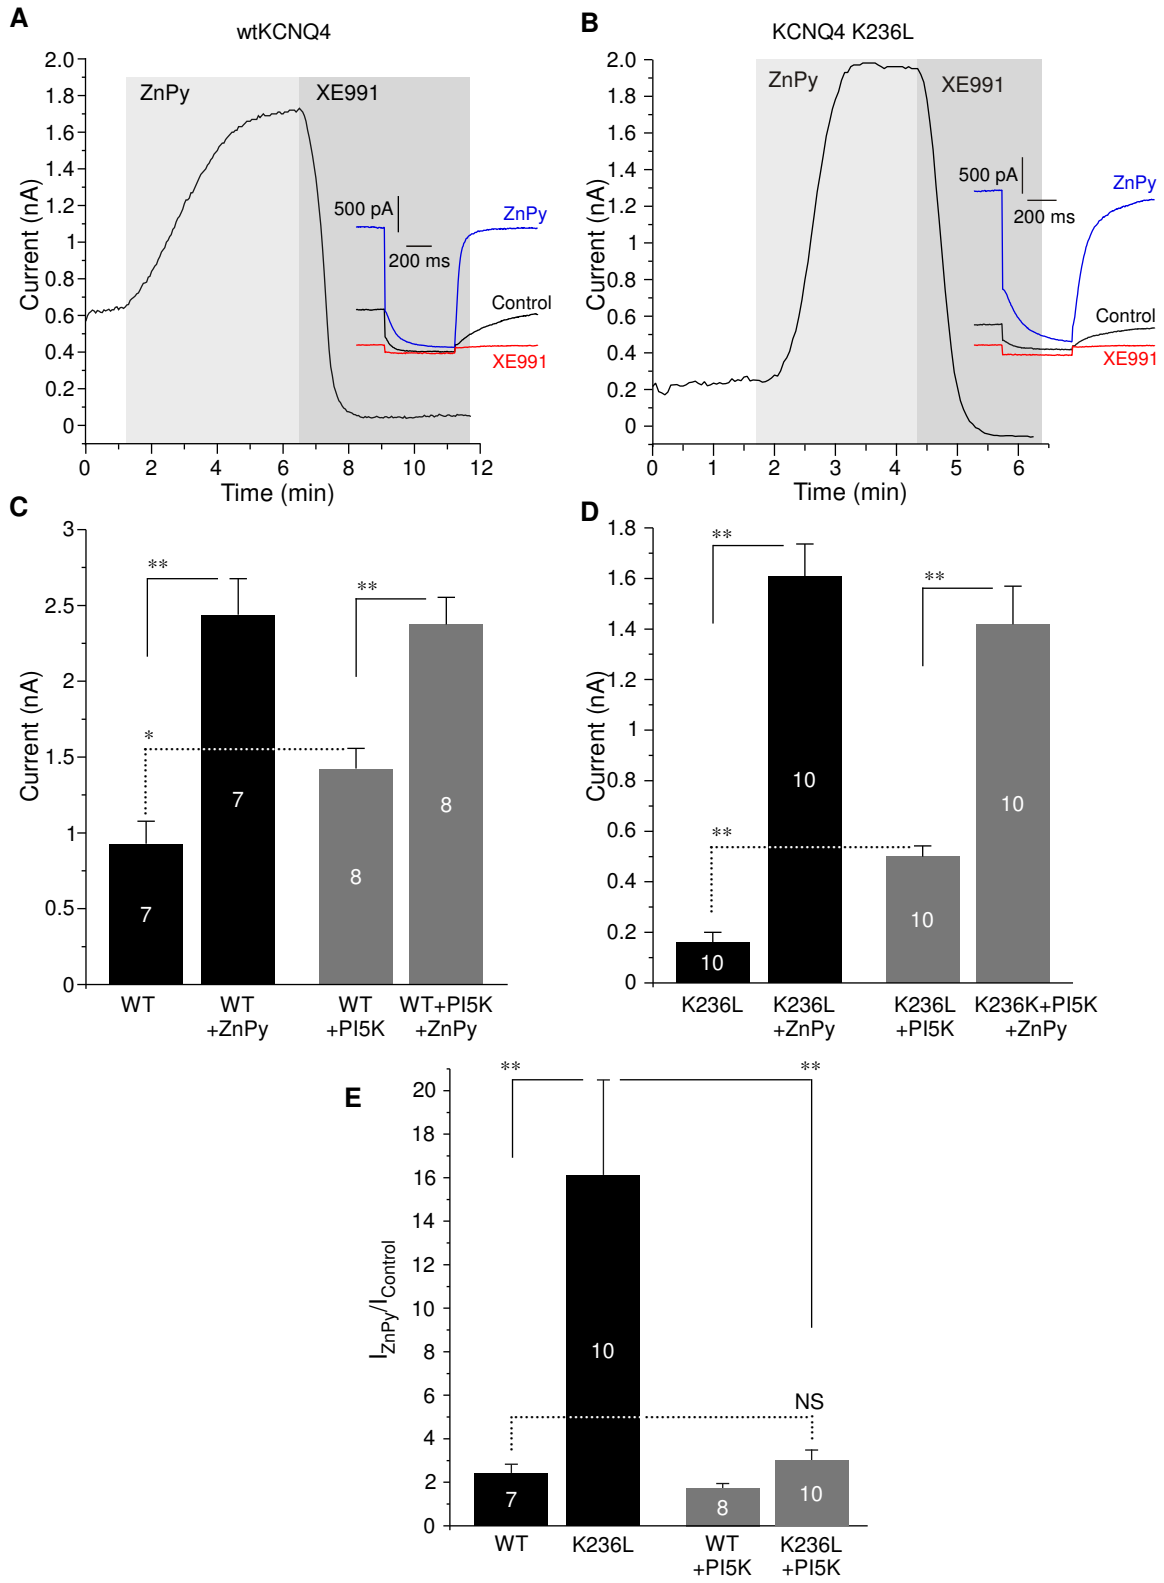 A
wtKCNQ4
Current (nA)
2.0
1.8
1.6
1.4
1.2
1
0.8
0.6
0.4
0.2
0
ZnPy
XE991
500 pA
200 ms
ZnPy
Control
XE991
0 2 4 6 8 10 12
Time (min)
B
KCNQ4 K236L
Current (nA)
2.0
1.8
1.6
1.4
1.2
1
0.8
0.6
0.4
0.2
0
ZnPy
XE991
500 pA
200 ms
ZnPy
Control
XE991
0 1 2 3 4 5 6
Time (min)
C
Current (nA)
3
2.5
2
1.5
1
0.5
0
**
**
*
7
7
8
8
WT
WT
+ZnPy
WT
+PI5K
WT+PI5K
+ZnPy
D
Current (nA)
1.8
1.6
1.4
1.2
1
0.8
0.6
0.4
0.2
0
**
**
**
10
10
10
10
K236L
K236L
+ZnPy
K236L
+PI5K
K236K+PI5K
+ZnPy
E
IZnPy/IControl
20
16
14
12
10
8
6
4
2
0
**
**
NS
7
10
8
10
WT
K236L
WT
+PI5K
K236L
+PI5K